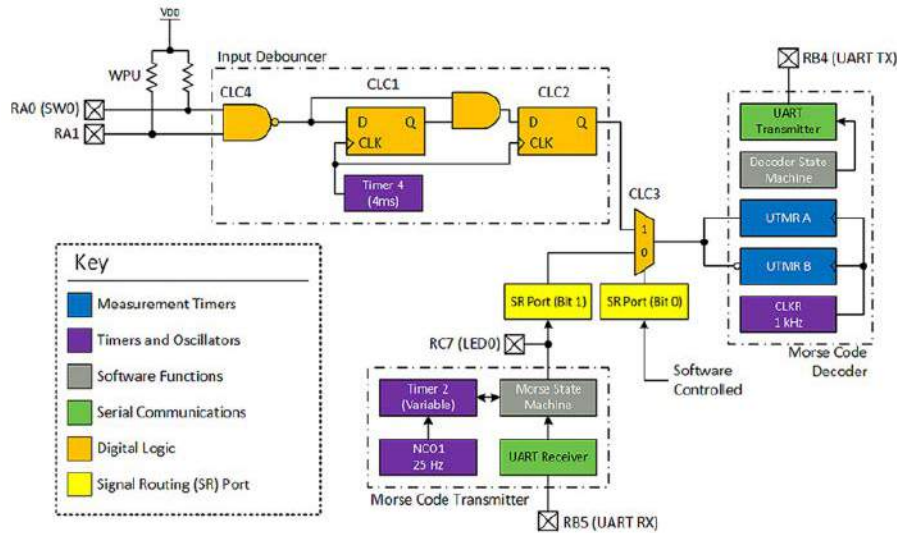 VDD
WPU
RA0 (SW0)
RA1
Input Debouncer
CLC4
CLC1
CLC2
D
Q
CLK
D
Q
CLK
Timer 4
(4ms)
CLC3
1
0
RB4 (UART TX)
UART
Transmitter
Decoder State
Machine
UTMR A
UTMR B
CLKR
1 kHz
Morse Code
Decoder
SR Port (Bit 1)
SR Port (Bit 0)
Software
Controlled
RC7 (LED0)
Timer 2
(Variable)
Morse State
Machine
NCO1
25 Hz
UART Receiver
Morse Code Transmitter
RB5 (UART RX)
Key
Measurement Timers
Timers and Oscillators
Software Functions
Serial Communications
Digital Logic
Signal Routing (SR) Port